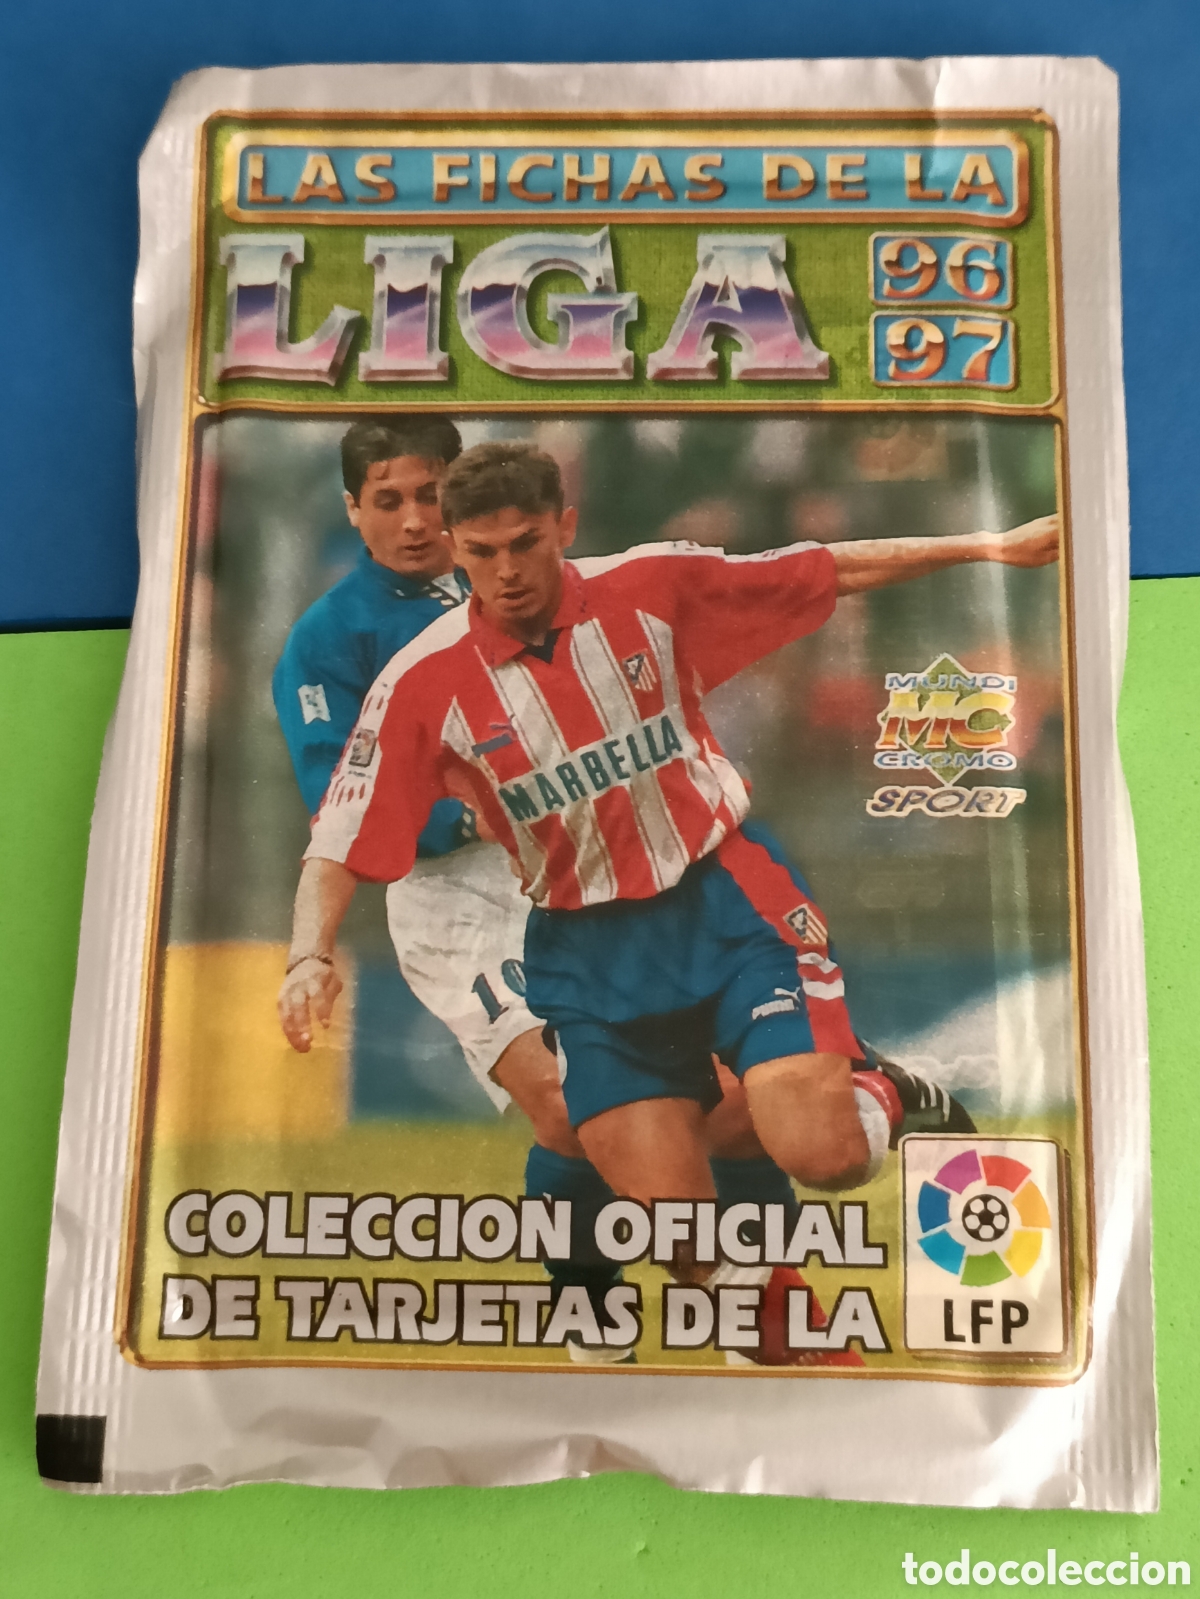 LAS FICHAS DE LA
LIGA
96
97
MUNDI
MC
CROMO
SPORT
MARBELLA
PUMA
COLECCION OFICIAL
DE TARJETAS DE LA
LFP
todocoleccion